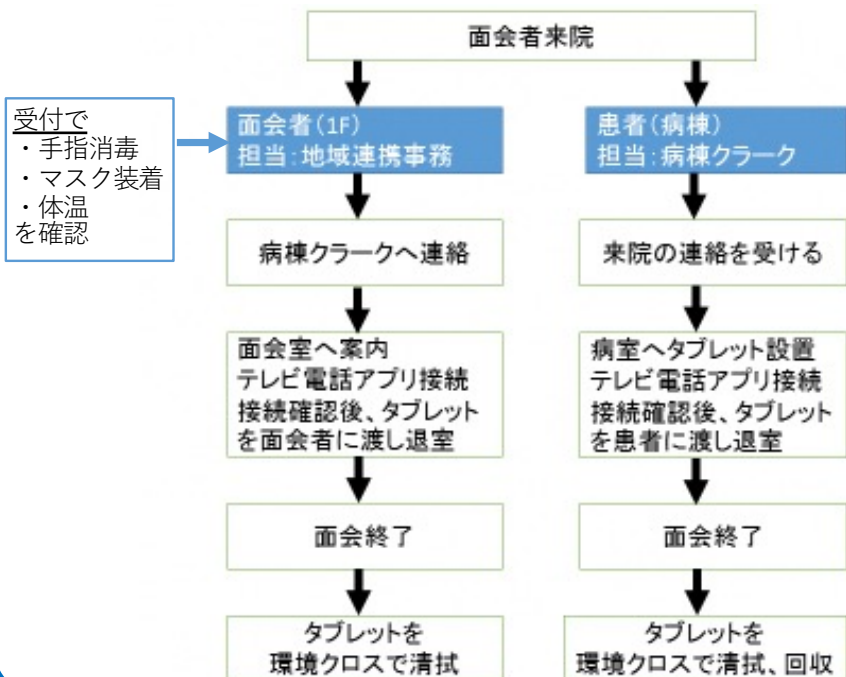 面会者来院
受付で
・手指消毒
・マスク装着
・体温
を確認
面会者(1F)
担当:地域連携事務
患者(病棟)
担当:病棟クラーク
病棟クラークへ連絡
来院の連絡を受ける
面会室へ案内
テレビ電話アプリ接続
接続確認後、タブレット
を面会者に渡し退室
病室へタブレット設置
テレビ電話アプリ接続
接続確認後、タブレット
を患者に渡し退室
面会終了
面会終了
タブレットを
環境クロスで清拭
タブレットを
環境クロスで清拭、回収